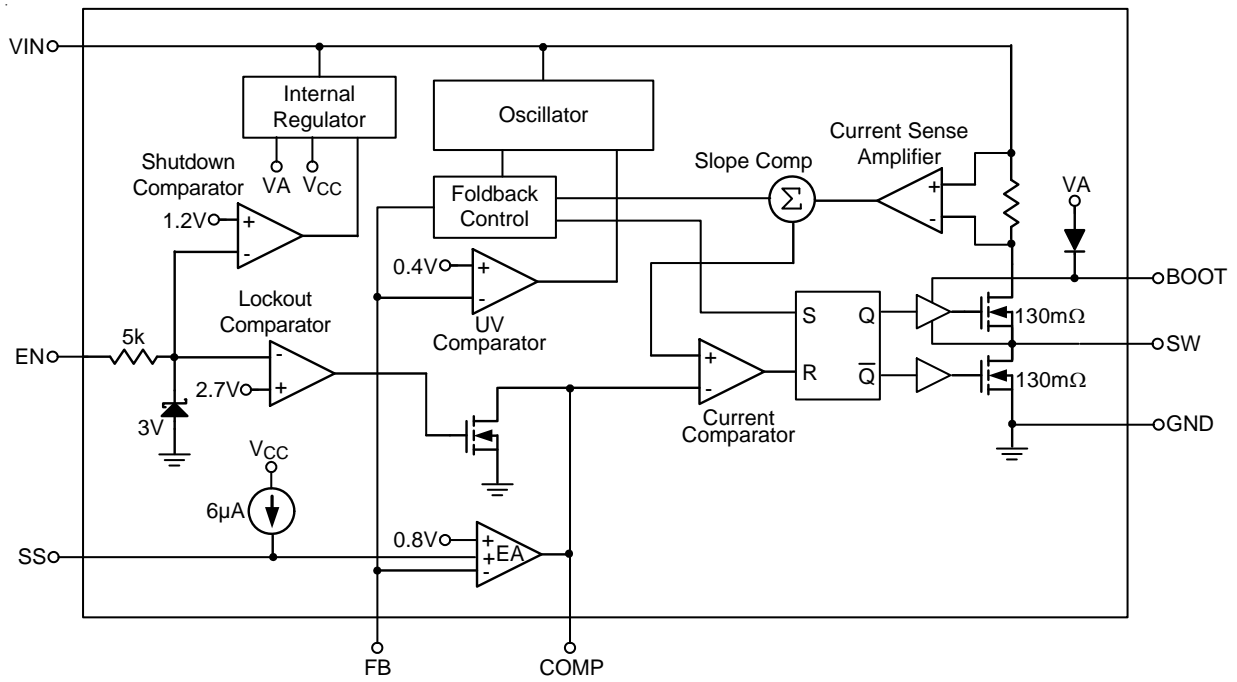 VIN
Internal
Regulator
Oscillator
Current Sense
Amplifier
Slope Comp
Shutdown
Comparator
VA
VCC
Foldback
Control
Σ
+
-
VA
1.2V
+
-
0.4V
+
-
BOOT
Lockout
Comparator
UV
Comparator
S
Q
130mΩ
5k
EN
-
+
2.7V
+
-
R
Q̅
SW
130mΩ
3V
Current
Comparator
GND
VCC
6µA
0.8V
+
+
-
EA
SS
FB
COMP